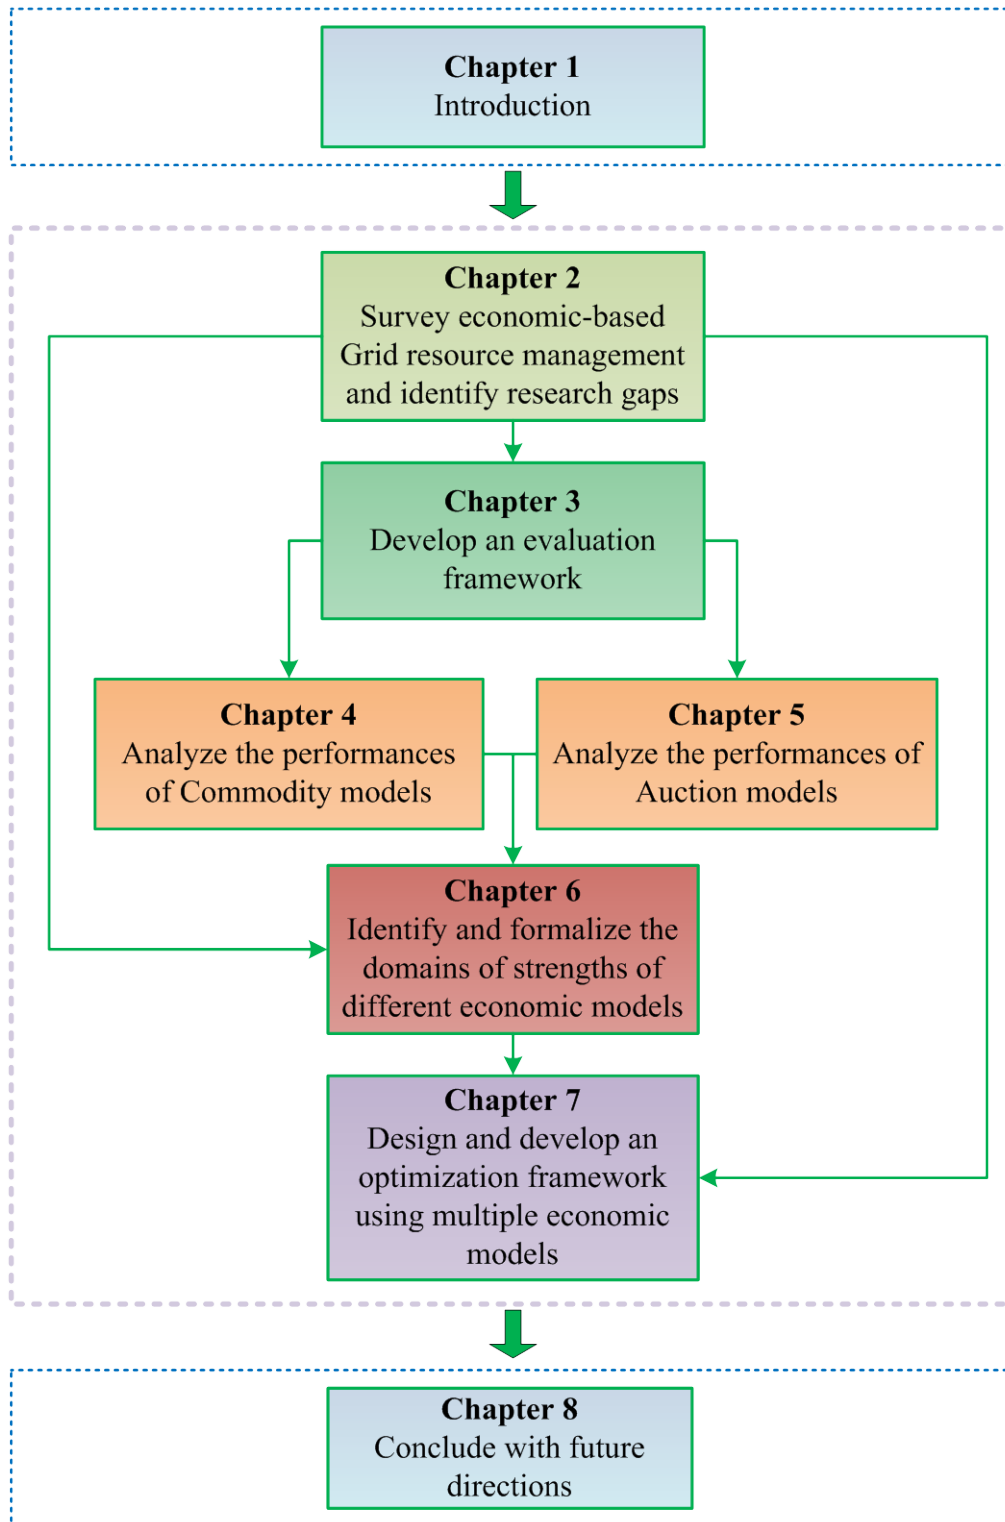 Chapter 1
Introduction
Chapter 2
Survey economic-based
Grid resource management
and identify research gaps
Chapter 3
Develop an evaluation
framework
Chapter 4
Analyze the performances
of Commodity models
Chapter 5
Analyze the performances of
Auction models
Chapter 6
Identify and formalize the
domains of strengths of
different economic models
Chapter 7
Design and develop an
optimization framework
using multiple economic
models
Chapter 8
Conclude with future
directions